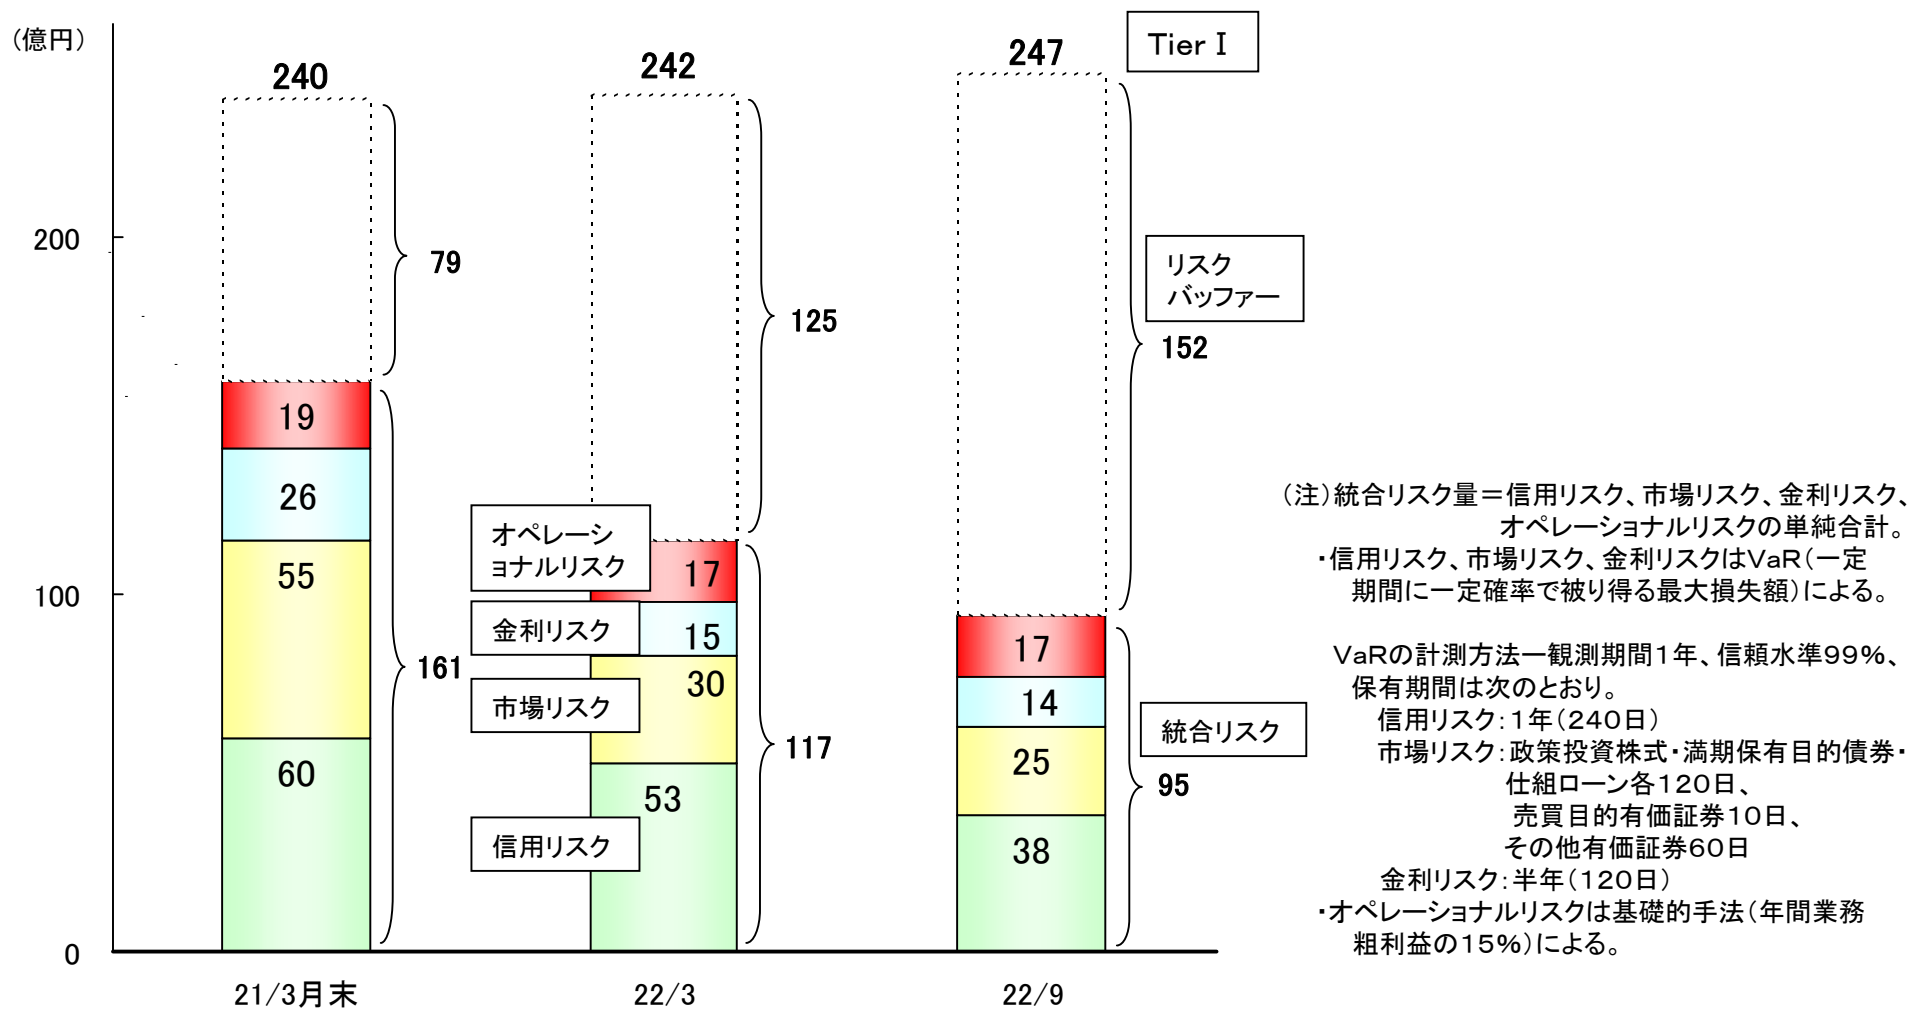 （億円）
240
242
247
Tier Ⅰ
200
79
125
リスク
バッファー
152
19
26
55
60
161
100
オペレーシ
ョナルリスク
17
金利リスク
15
市場リスク
30
信用リスク
53
117
17
14
25
38
統合リスク
95
0
21/3月末
22/3
22/9
（注）統合リスク量＝信用リスク、市場リスク、金利リスク、
オペレーショナルリスクの単純合計。
・信用リスク、市場リスク、金利リスクはVaR（一定
期間に一定確率で被り得る最大損失額）による。
VaRの計測方法－観測期間1年、信頼水準99%、
保有期間は次のとおり。
信用リスク：1年（240日）
市場リスク：政策投資株式・満期保有目的債券・
仕組ローン各120日、
売買目的有価証券10日、
その他有価証券60日
金利リスク：半年（120日）
・オペレーショナルリスクは基礎的手法（年間業務
粗利益の15%）による。